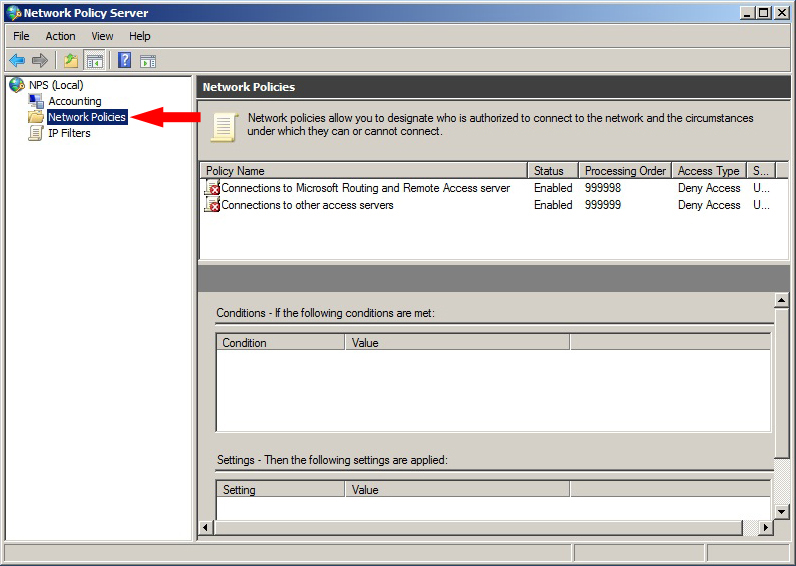 Network Policy Server
File Action View Help
NPS (Local)
Accounting
Network Policies
IP Filters
Network Policies
Network policies allow you to designate who is authorized to connect to the network and the circumstances
under which they can or cannot connect.
Policy Name Status Processing Order Access Type S...
Connections to Microsoft Routing and Remote Access server Enabled 999998 Deny Access U...
Connections to other access servers Enabled 999999 Deny Access U...
Conditions - If the following conditions are met:
Condition Value
Settings - Then the following settings are applied:
Setting Value